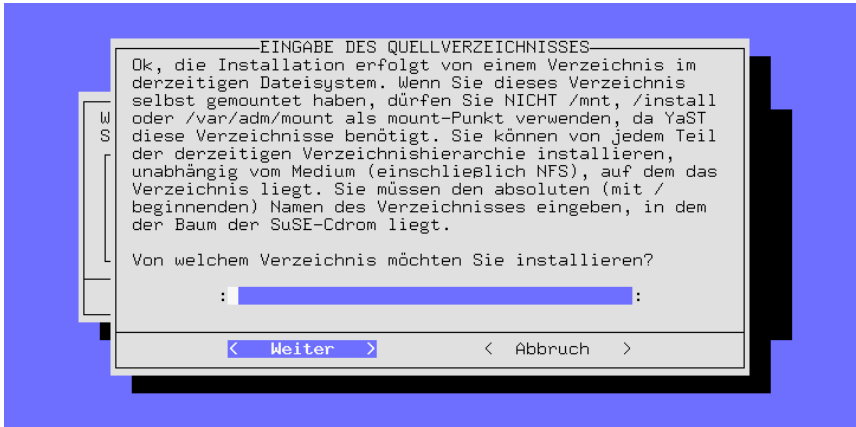 EINGABE DES QUELLVERZEICHNISSES
Ok, die Installation erfolgt von einem Verzeichnis im
derzeitigen Dateisystem. Wenn Sie dieses Verzeichnis
selbst gemountet haben, dürfen Sie NICHT /mnt, /install
oder /var/adm/mount als mount-Punkt verwenden, da YaST
diese Verzeichnisse benötigt. Sie können von jedem Teil
der derzeitigen Verzeichnishierarchie installieren,
unabhängig vom Medium (einschließlich NFS), auf dem das
Verzeichnis liegt. Sie müssen den absoluten (mit /
beginnenden) Namen des Verzeichnisses eingeben, in dem
der Baum der SuSE-Cdrom liegt.
Von welchem Verzeichnis möchten Sie installieren?
: :
< Weiter > < Abbruch >
W
S